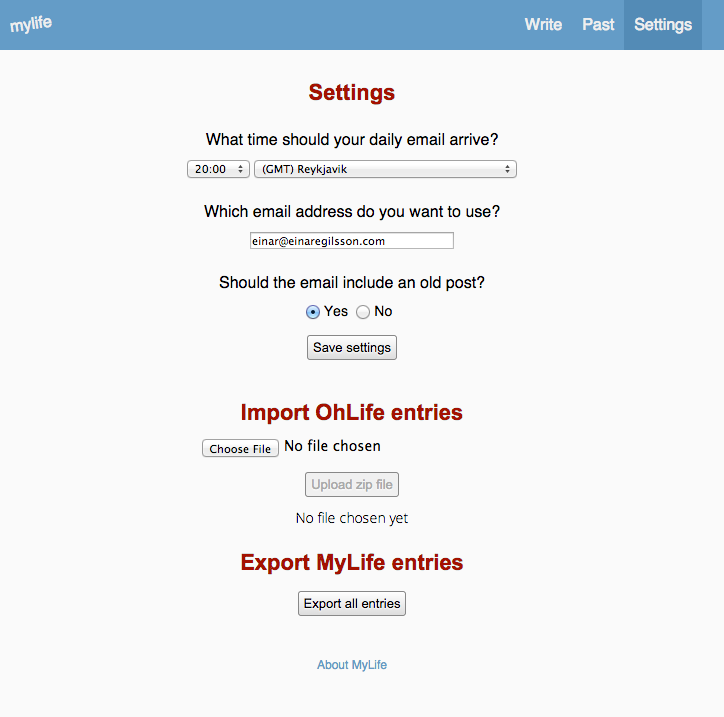 mylife Write Past Settings
Settings
What time should your daily email arrive?
20:00 (GMT) Reykjavik
Which email address do you want to use?
einar@einaregilsson.com
Should the email include an old post?
Yes No
Save settings
Import OhLife entries
Choose File No file chosen
Upload zip file
No file chosen yet
Export MyLife entries
Export all entries
About MyLife